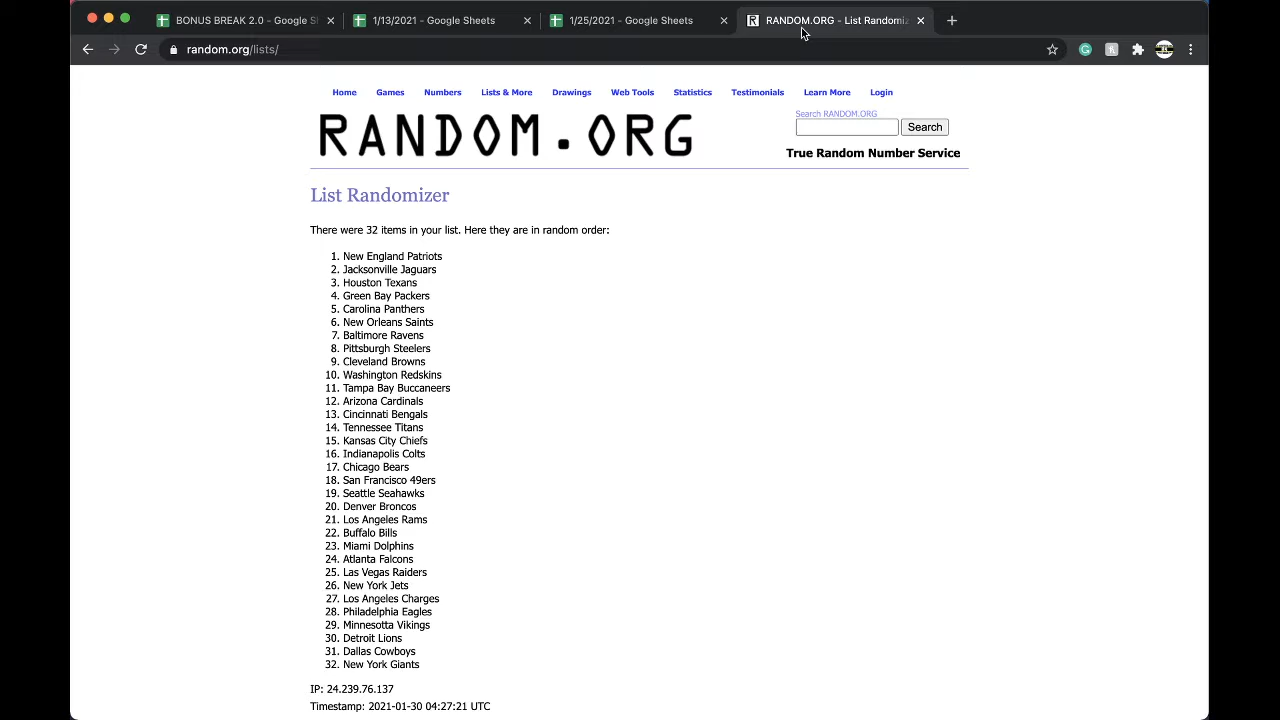 BONUS BREAK 2.0 - Google S
1/13/2021 - Google Sheets
1/25/2021 - Google Sheets
RANDOM.ORG - List Randomiz
random.org/lists/
Home Games Numbers Lists & More Drawings Web Tools Statistics Testimonials Learn More Login
RANDOM.ORG
Search RANDOM.ORG
Search
True Random Number Service
List Randomizer
There were 32 items in your list. Here they are in random order:
1. New England Patriots
2. Jacksonville Jaguars
3. Houston Texans
4. Green Bay Packers
5. Carolina Panthers
6. New Orleans Saints
7. Baltimore Ravens
8. Pittsburgh Steelers
9. Cleveland Browns
10. Washington Redskins
11. Tampa Bay Buccaneers
12. Arizona Cardinals
13. Cincinnati Bengals
14. Tennessee Titans
15. Kansas City Chiefs
16. Indianapolis Colts
17. Chicago Bears
18. San Francisco 49ers
19. Seattle Seahawks
20. Denver Broncos
21. Los Angeles Rams
22. Buffalo Bills
23. Miami Dolphins
24. Atlanta Falcons
25. Las Vegas Raiders
26. New York Jets
27. Los Angeles Charges
28. Philadelphia Eagles
29. Minnesotta Vikings
30. Detroit Lions
31. Dallas Cowboys
32. New York Giants
IP: 24.239.76.137
Timestamp: 2021-01-30 04:27:21 UTC